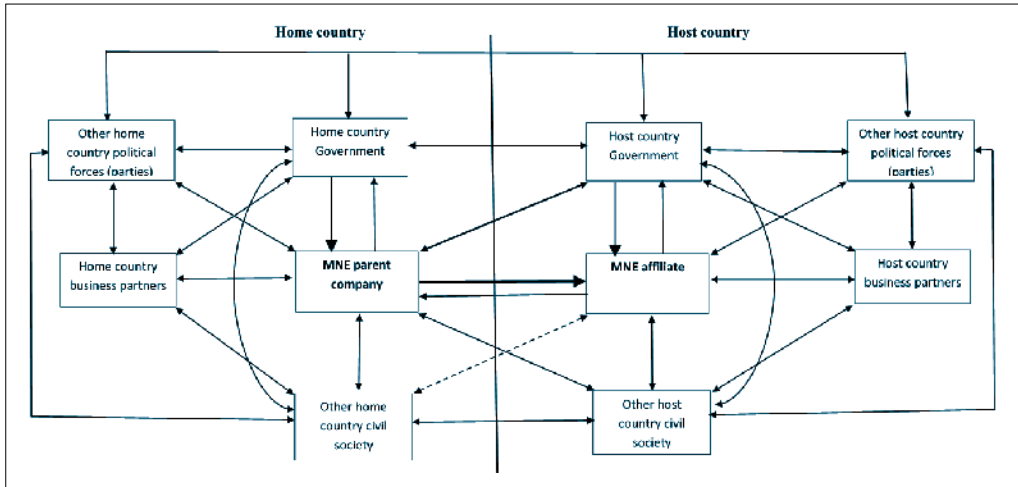 Home country
Host country
Other home
country political
forces (parties)
Home country
Government
Host country
Government
Other host country
political forces
(parties)
Home country
business partners
MNE parent
company
MNE affiliate
Host country
business partners
Other home
country civil
society
Other host
country civil
society